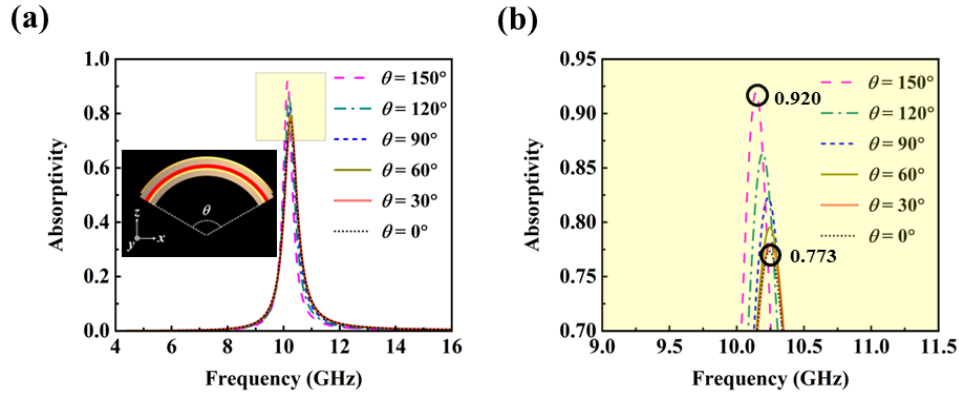 (a)
(b)
1.0
0.8
0.6
0.4
0.2
0.0
Absorptivity
θ = 150°
θ = 120°
θ = 90°
θ = 60°
θ = 30°
θ = 0°
z
y
x
θ
4 6 8 10 12 14 16
Frequency (GHz)
0.95
0.90
0.85
0.80
0.75
0.70
Absorptivity
θ = 150°
θ = 120°
θ = 90°
θ = 60°
θ = 30°
θ = 0°
0.920
0.773
9.0 9.5 10.0 10.5 11.0 11.5
Frequency (GHz)